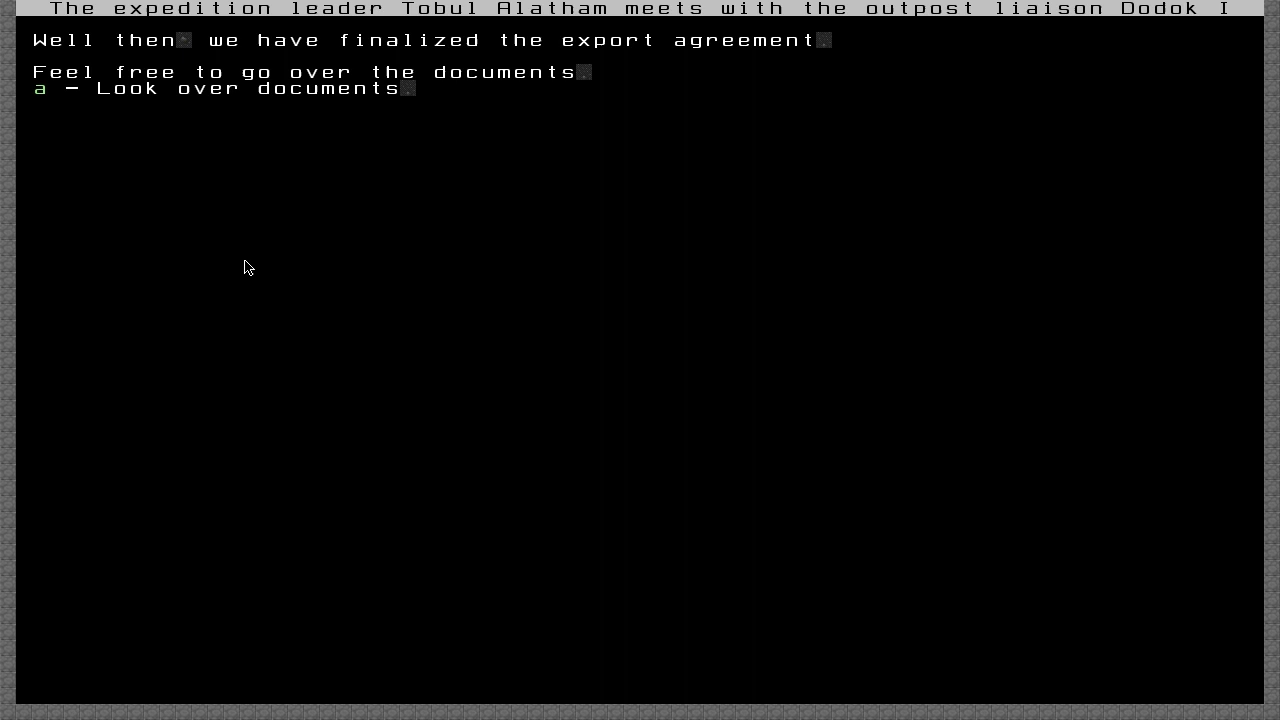 The expedition leader Tobul Alatham meets with the outpost liaison Dodok I
Well then, we have finalized the export agreement.
Feel free to go over the documents.
a - Look over documents.